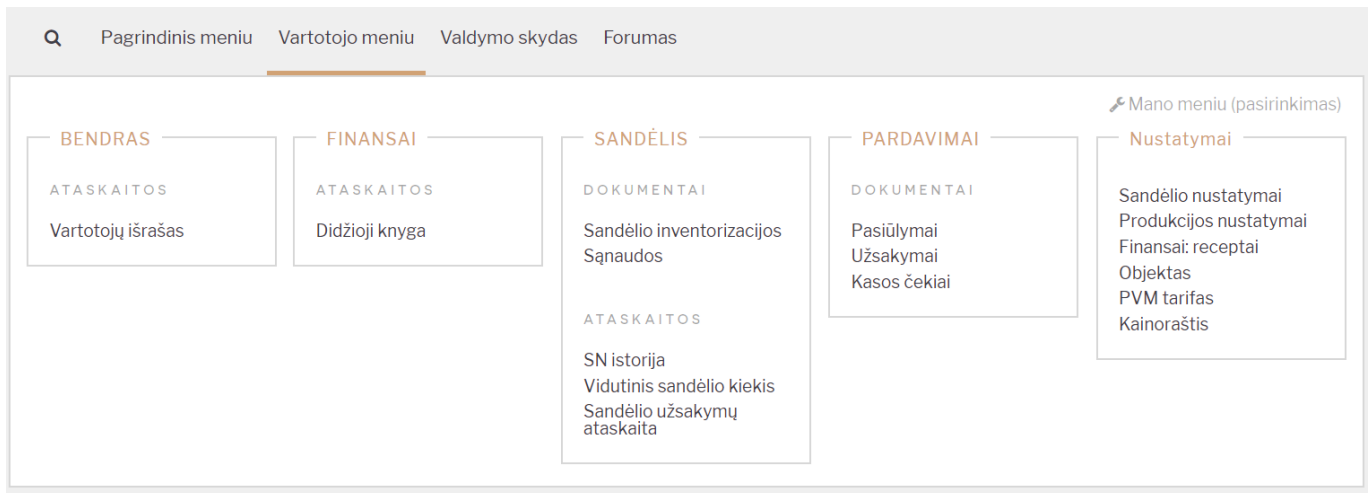 Pagrindinis meniu Vartotojo meniu Valdymo skydas Forumas
Mano meniu (pasirinkimas)
BENDRAS
ATASKAITOS
Vartotojų išrašas
FINANSAI
ATASKAITOS
Didžioji knyga
SANDĖLIS
DOKUMENTAI
Sandėlio inventorizacijos
Sąnaudos
ATASKAITOS
SN istorija
Vidutinis sandėlio kiekis
Sandėlio užsakymų
ataskaita
PARDAVIMAI
DOKUMENTAI
Pasiūlymai
Užsakymai
Kasos čekiai
Nustatymai
Sandėlio nustatymai
Produkcijos nustatymai
Finansai: receptai
Objektas
PVM tarifas
Kainoraštis